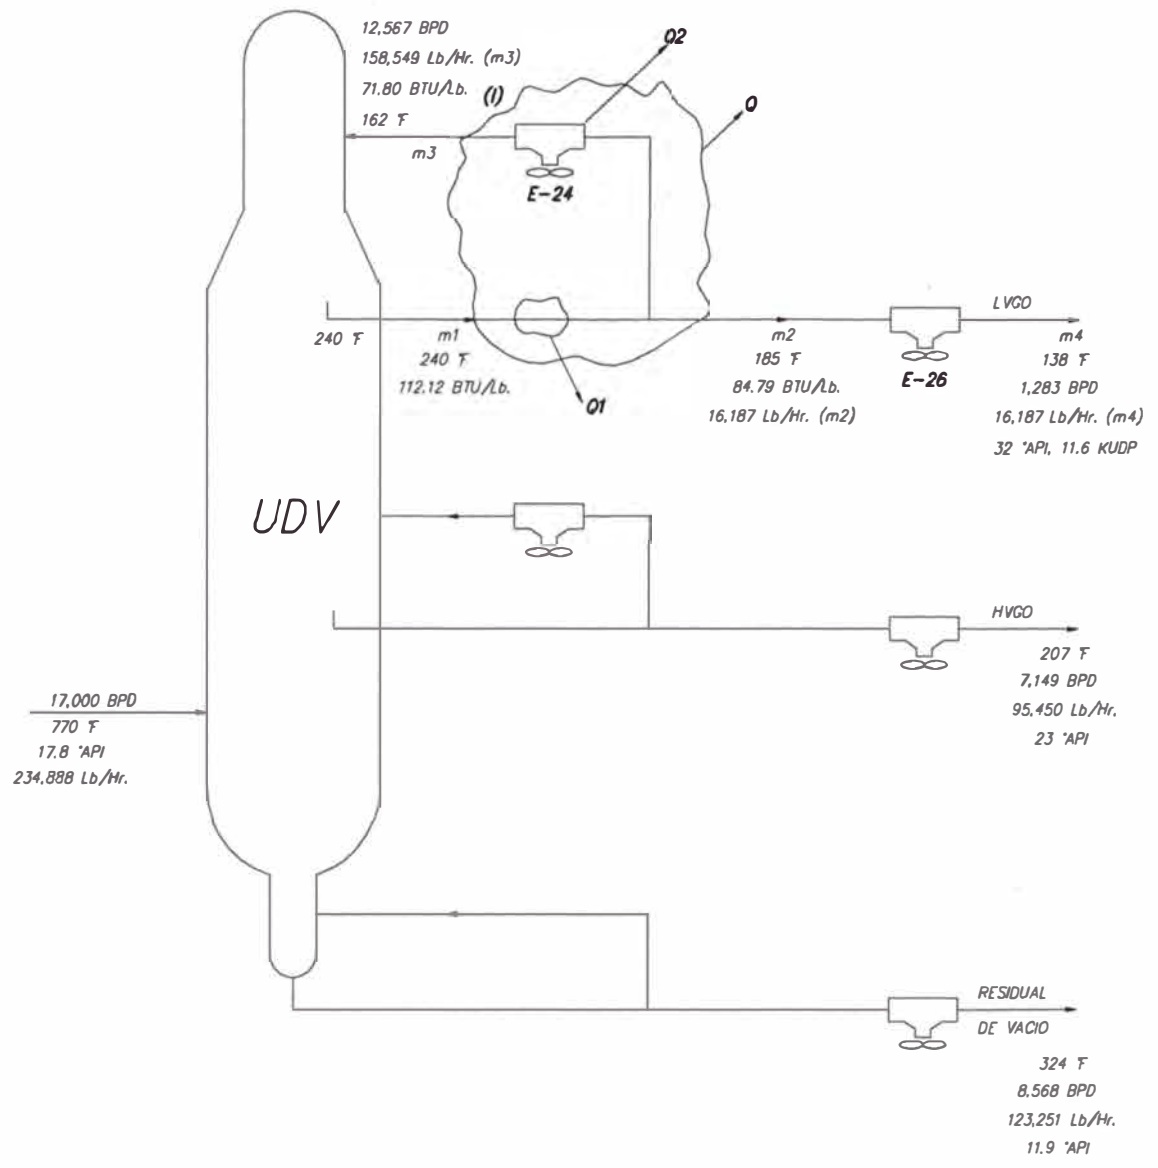 12,567 BPD
158,549 Lb/Hr. (m3)
71.80 BTU/Lb.
162 °F
m3
(I)
Q2
Q
E-24
240 °F
m1
240 °F
112.12 BTU/Lb.
Q1
m2
185 °F
84.79 BTU/Lb.
16,187 Lb/Hr. (m2)
E-26
LVGO
m4
138 °F
1,283 BPD
16,187 Lb/Hr. (m4)
32 °API, 11.6 KUDP
UDV
HVGO
207 °F
7,149 BPD
95,450 Lb/Hr.
23 °API
17,000 BPD
770 °F
17.8 °API
234,888 Lb/Hr.
RESIDUAL
DE VACIO
324 °F
8,568 BPD
123,251 Lb/Hr.
11.9 °API